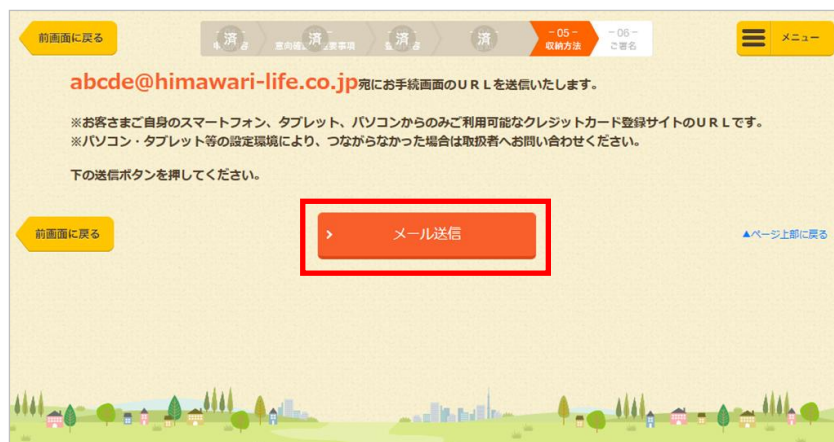 前画面に戻る
済
済
済
済
-05-
収納方法
-06-
ご署名
メニュー
abcde@himawari-life.co.jp宛にお手続画面のURLを送信いたします。
※お客さまご自身のスマートフォン、タブレット、パソコンからのみご利用可能なクレジットカード登録サイトのURLです。
※パソコン・タブレット等の設定環境により、つながらなかった場合は取扱者へお問い合わせください。
下の送信ボタンを押してください。
前画面に戻る
メール送信
▲ページ上部に戻る